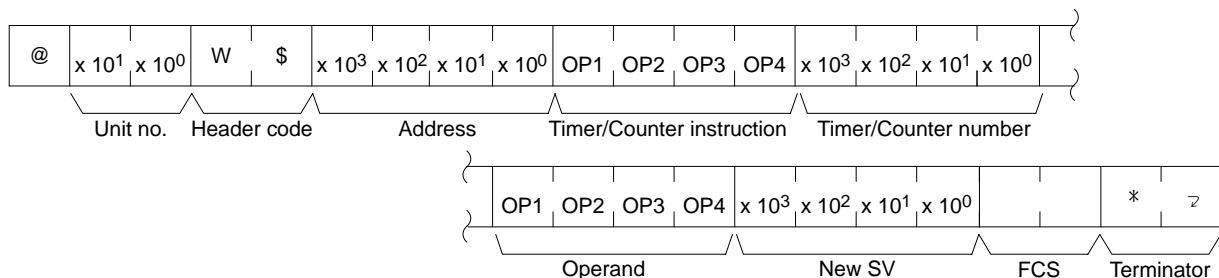 @ x 10¹ x 10⁰ W $ x 10³ x 10² x 10¹ x 10⁰ OP1 OP2 OP3 OP4 x 10³ x 10² x 10¹ x 10⁰
Unit no. Header code Address Timer/Counter instruction Timer/Counter number
OP1 OP2 OP3 OP4 x 10³ x 10² x 10¹ x 10⁰ *
Operand New SV FCS Terminator